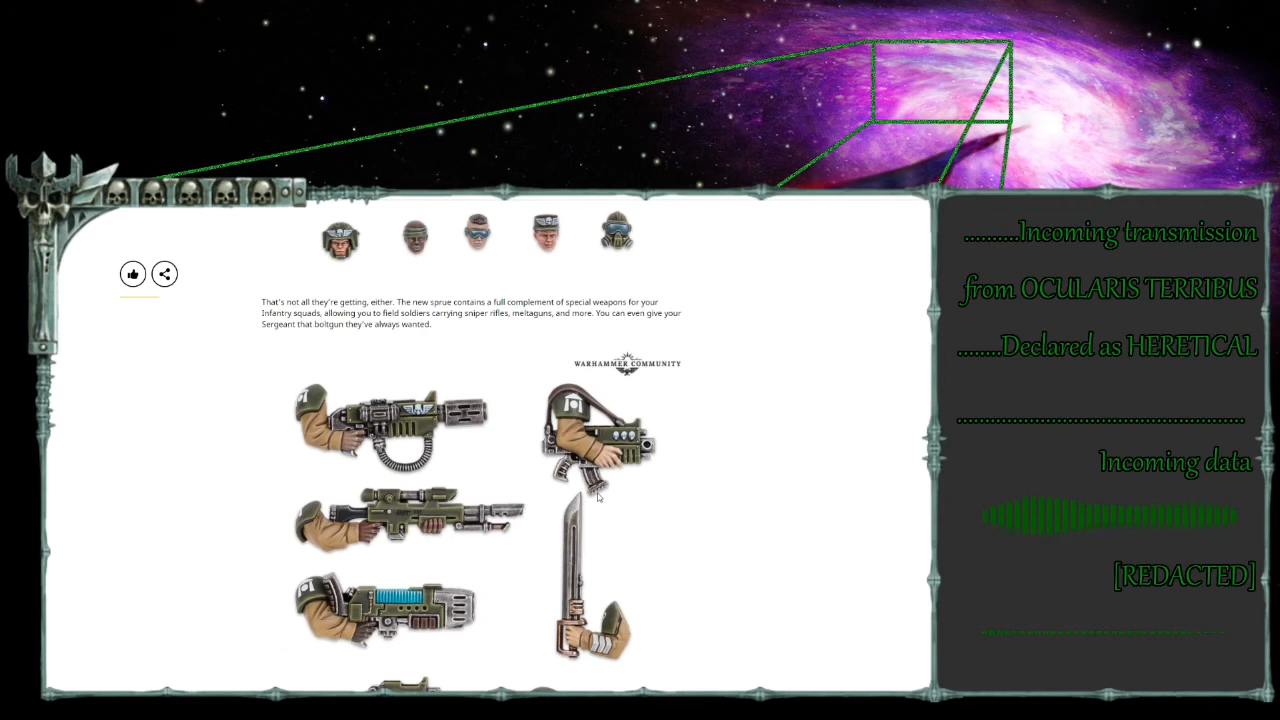 That's not all they're getting, either. The new sprue contains a full complement of special weapons for your
Infantry squads, allowing you to field soldiers carrying sniper rifles, meltaguns, and more. You can even give your
Sergeant that boltgun they've always wanted.
WARHAMMER COMMUNITY
..........Incoming transmission
from OCULARIS TERRIBUS
........Declared as HERETICAL
......................................................
Incoming data
[REDACTED]